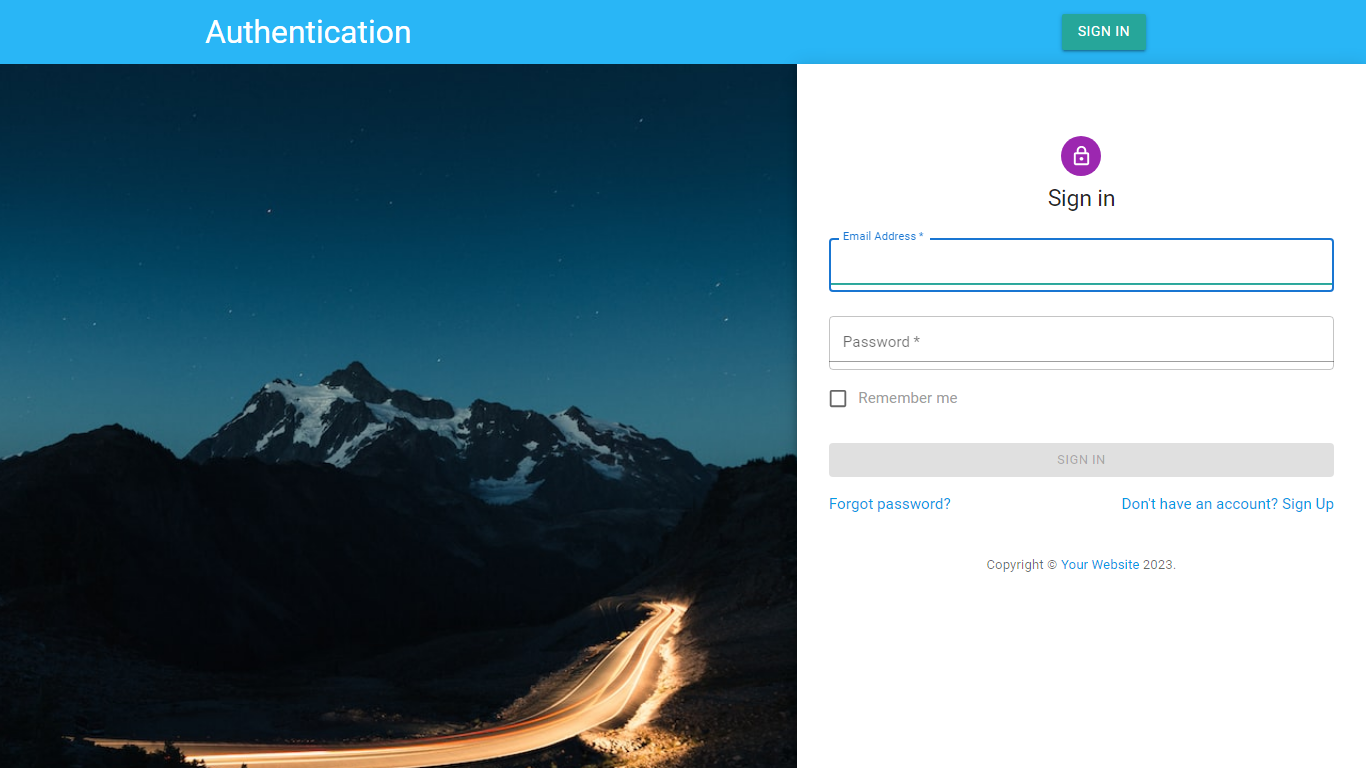 Authentication
SIGN IN
Sign in
Email Address *
Password *
Remember me
SIGN IN
Forgot password?
Don't have an account? Sign Up
Copyright © Your Website 2023.